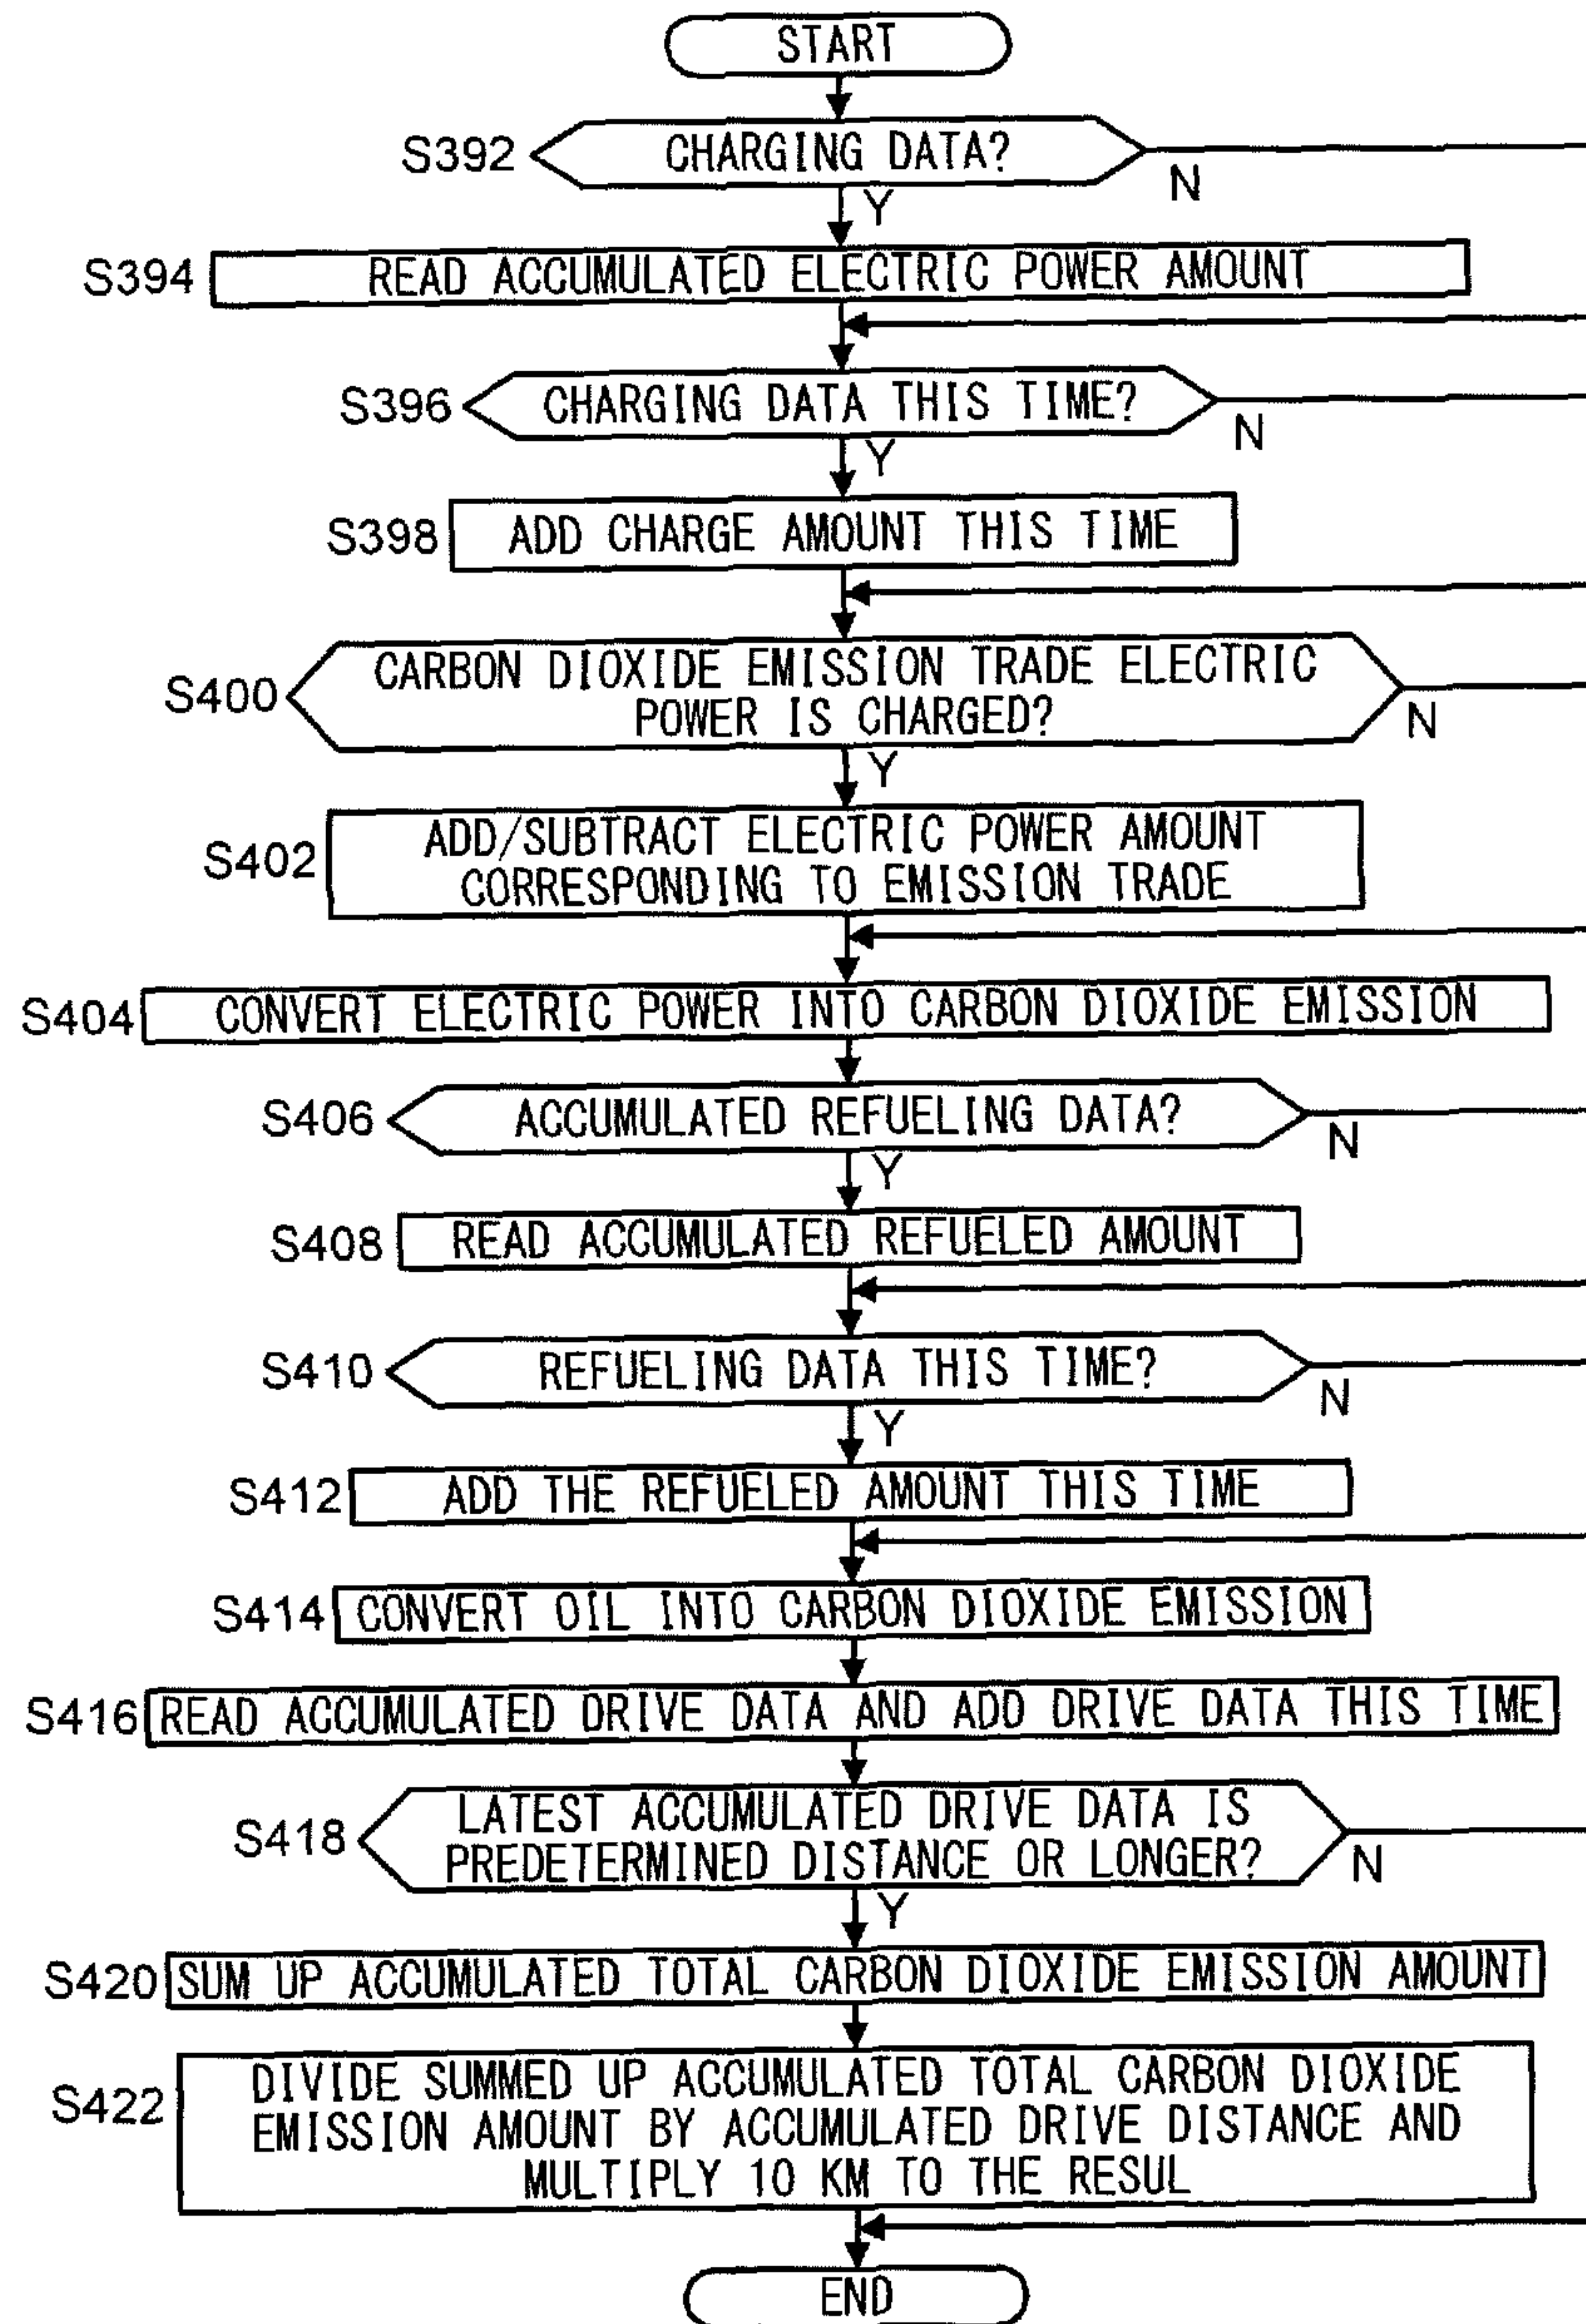 START
S392 CHARGING DATA?
N
Y
S394 READ ACCUMULATED ELECTRIC POWER AMOUNT
S396 CHARGING DATA THIS TIME?
N
Y
S398 ADD CHARGE AMOUNT THIS TIME
S400 CARBON DIOXIDE EMISSION TRADE ELECTRIC
POWER IS CHARGED?
N
Y
S402 ADD/SUBTRACT ELECTRIC POWER AMOUNT
CORRESPONDING TO EMISSION TRADE
S404 CONVERT ELECTRIC POWER INTO CARBON DIOXIDE EMISSION
S406 ACCUMULATED REFUELING DATA?
N
Y
S408 READ ACCUMULATED REFUELED AMOUNT
S410 REFUELING DATA THIS TIME?
N
Y
S412 ADD THE REFUELED AMOUNT THIS TIME
S414 CONVERT OIL INTO CARBON DIOXIDE EMISSION
S416 READ ACCUMULATED DRIVE DATA AND ADD DRIVE DATA THIS TIME
S418 LATEST ACCUMULATED DRIVE DATA IS
PREDETERMINED DISTANCE OR LONGER?
N
Y
S420 SUM UP ACCUMULATED TOTAL CARBON DIOXIDE EMISSION AMOUNT
S422 DIVIDE SUMMED UP ACCUMULATED TOTAL CARBON DIOXIDE
EMISSION AMOUNT BY ACCUMULATED DRIVE DISTANCE AND
MULTIPLY 10 KM TO THE RESUL
END